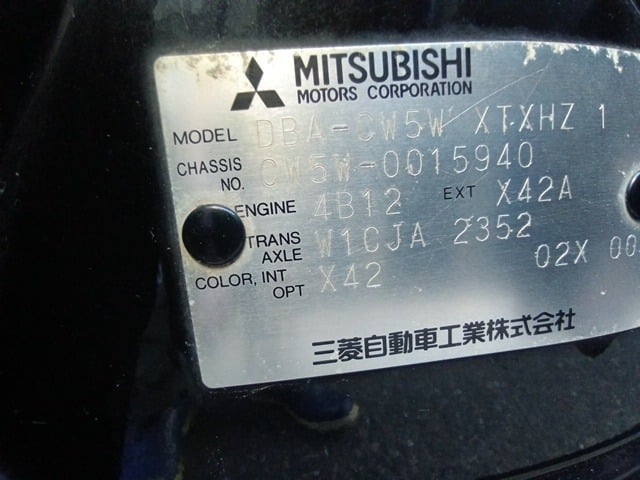 MITSUBISHI
MOTORS CORPORATION
MODEL DBA-CW5W XTXHZ 1
CHASSIS NO. CW5W-0015940
ENGINE 4B12 EXT X42A
TRANS AXLE W1CJA 2352
COLOR, INT OPT X42 02X 00
三菱自動車工業株式会社